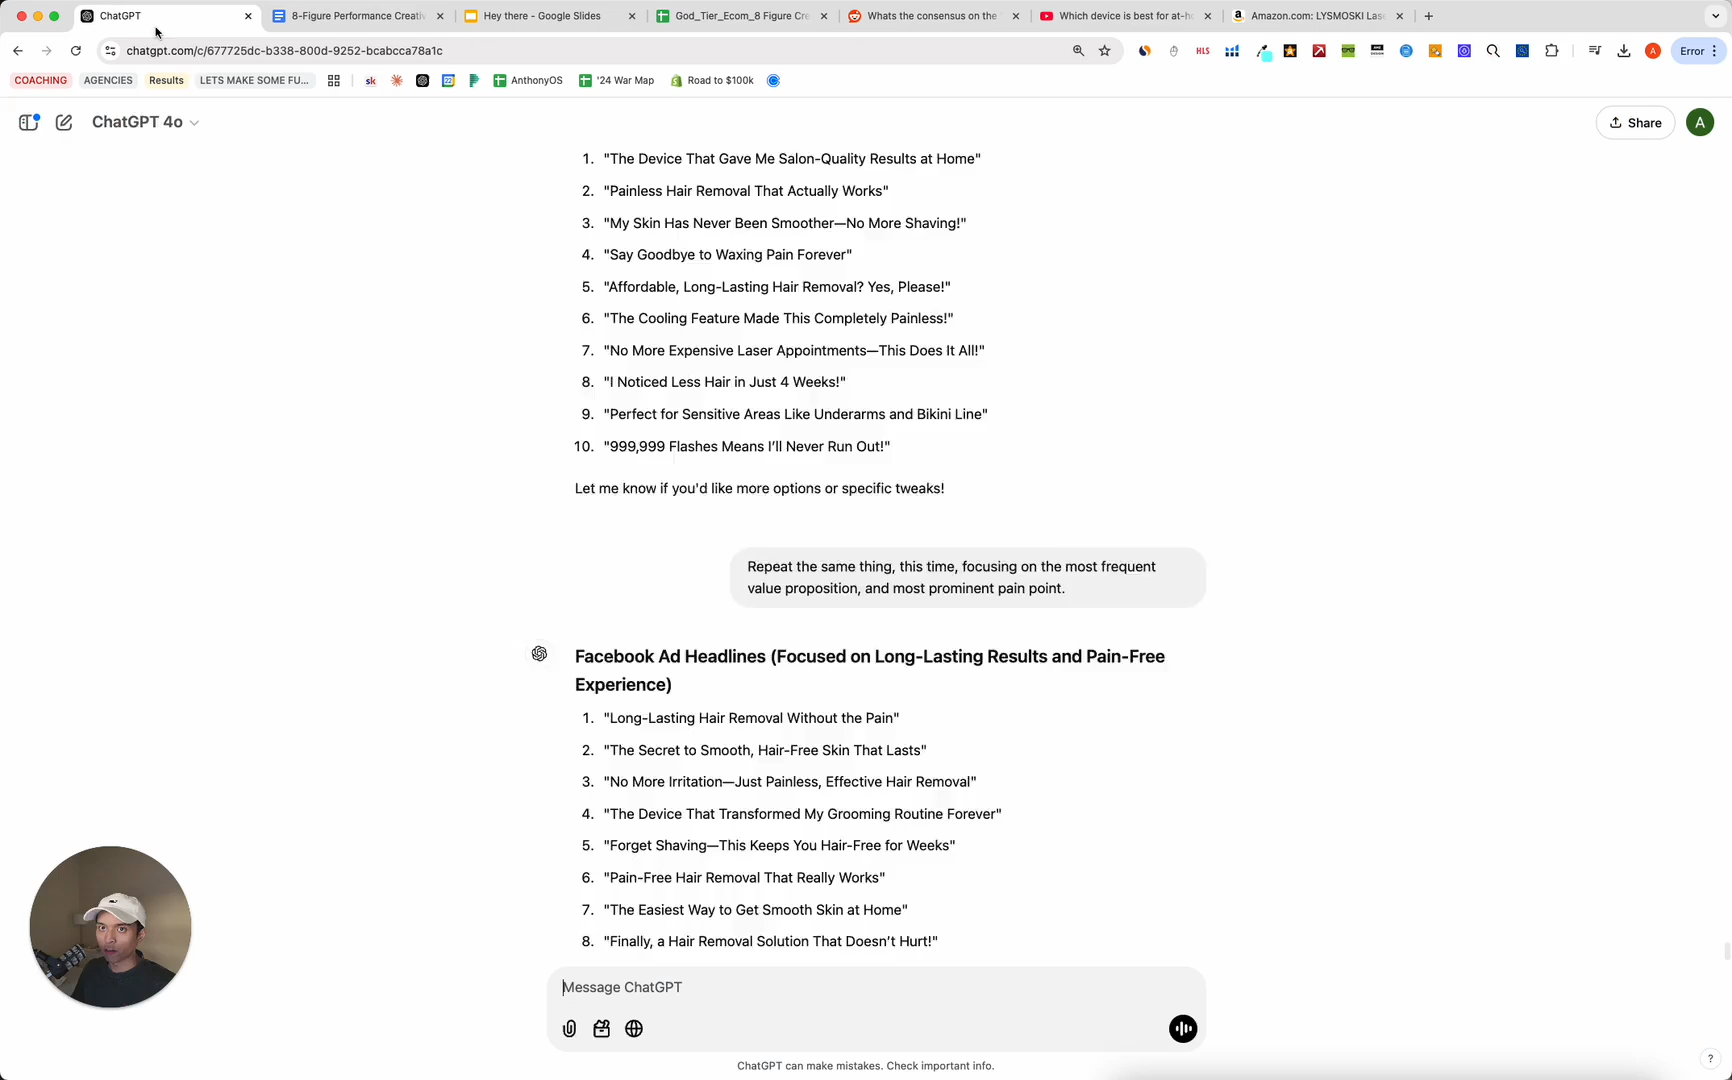 ChatGPT
8-Figure Performance Creativ
Hey there - Google Slides
God_Tier_Ecom_8 Figure Cre
Whats the consensus on the
Which device is best for at-ho
Amazon.com: LYSMOSKI Las
chatgpt.com/c/677725dc-b338-800d-9252-bcabcca78a1c
HLS
A
Error
COACHING
AGENCIES
Results
LETS MAKE SOME FU...
sk
AnthonyOS
'24 War Map
Road to $100k
ChatGPT 4o
Share
A
1. "The Device That Gave Me Salon-Quality Results at Home"
2. "Painless Hair Removal That Actually Works"
3. "My Skin Has Never Been Smoother—No More Shaving!"
4. "Say Goodbye to Waxing Pain Forever"
5. "Affordable, Long-Lasting Hair Removal? Yes, Please!"
6. "The Cooling Feature Made This Completely Painless!"
7. "No More Expensive Laser Appointments—This Does It All!"
8. "I Noticed Less Hair in Just 4 Weeks!"
9. "Perfect for Sensitive Areas Like Underarms and Bikini Line"
10. "999,999 Flashes Means I’ll Never Run Out!"
Let me know if you'd like more options or specific tweaks!
Repeat the same thing, this time, focusing on the most frequent
value proposition, and most prominent pain point.
Facebook Ad Headlines (Focused on Long-Lasting Results and Pain-Free
Experience)
1. "Long-Lasting Hair Removal Without the Pain"
2. "The Secret to Smooth, Hair-Free Skin That Lasts"
3. "No More Irritation—Just Painless, Effective Hair Removal"
4. "The Device That Transformed My Grooming Routine Forever"
5. "Forget Shaving—This Keeps You Hair-Free for Weeks"
6. "Pain-Free Hair Removal That Really Works"
7. "The Easiest Way to Get Smooth Skin at Home"
8. "Finally, a Hair Removal Solution That Doesn’t Hurt!"
Message ChatGPT
ChatGPT can make mistakes. Check important info.
?